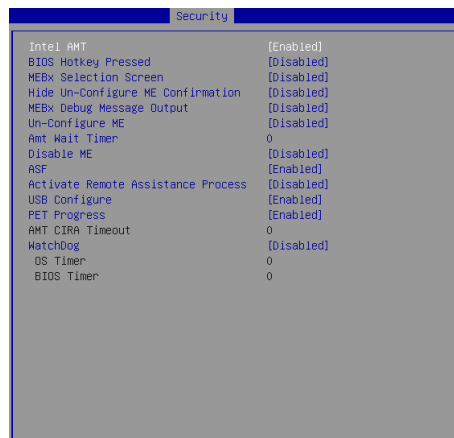 Security
Intel AMT [Enabled]
BIOS Hotkey Pressed [Disabled]
MEBx Selection Screen [Disabled]
Hide Un-Configure ME Confirmation [Disabled]
MEBx Debug Message Output [Disabled]
Un-Configure ME [Disabled]
Amt Wait Timer 0
Disable ME [Disabled]
ASF [Enabled]
Activate Remote Assistance Process [Disabled]
USB Configure [Enabled]
PET Progress [Enabled]
AMT CIRA Timeout 0
WatchDog [Disabled]
OS Timer 0
BIOS Timer 0